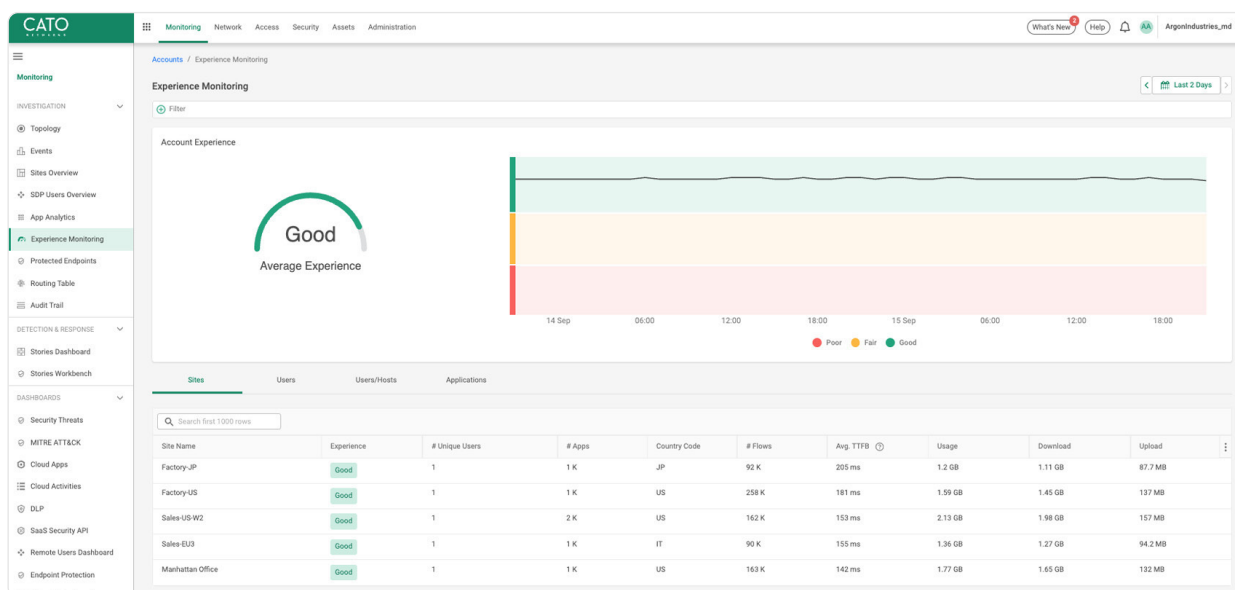 CATO
NETWORKS
Monitoring Network Access Security Assets Administration
What's New 2 Help AA ArgonIndustries_md
Monitoring
INVESTIGATION
Topology
Events
Sites Overview
SDP Users Overview
App Analytics
Experience Monitoring
Protected Endpoints
Routing Table
Audit Trail
DETECTION & RESPONSE
Stories Dashboard
Stories Workbench
DASHBOARDS
Security Threats
MITRE ATT&CK
Cloud Apps
Cloud Activities
DLP
SaaS Security API
Remote Users Dashboard
Endpoint Protection
Accounts / Experience Monitoring
Experience Monitoring
Last 2 Days
Filter
Account Experience
Good
Average Experience
14 Sep 06:00 12:00 18:00 15 Sep 06:00 12:00 18:00
Poor Fair Good
Sites Users Users/Hosts Applications
Search first 1000 rows
Site Name Experience # Unique Users # Apps Country Code # Flows Avg. TTFB Usage Download Upload
Factory-JP Good 1 1 K JP 92 K 205 ms 1.2 GB 1.11 GB 87.7 MB
Factory-US Good 1 1 K US 258 K 181 ms 1.59 GB 1.45 GB 137 MB
Sales-US-W2 Good 1 2 K US 162 K 153 ms 2.13 GB 1.98 GB 157 MB
Sales-EU3 Good 1 1 K IT 90 K 155 ms 1.36 GB 1.27 GB 94.2 MB
Manhattan Office Good 1 1 K US 163 K 142 ms 1.77 GB 1.65 GB 132 MB